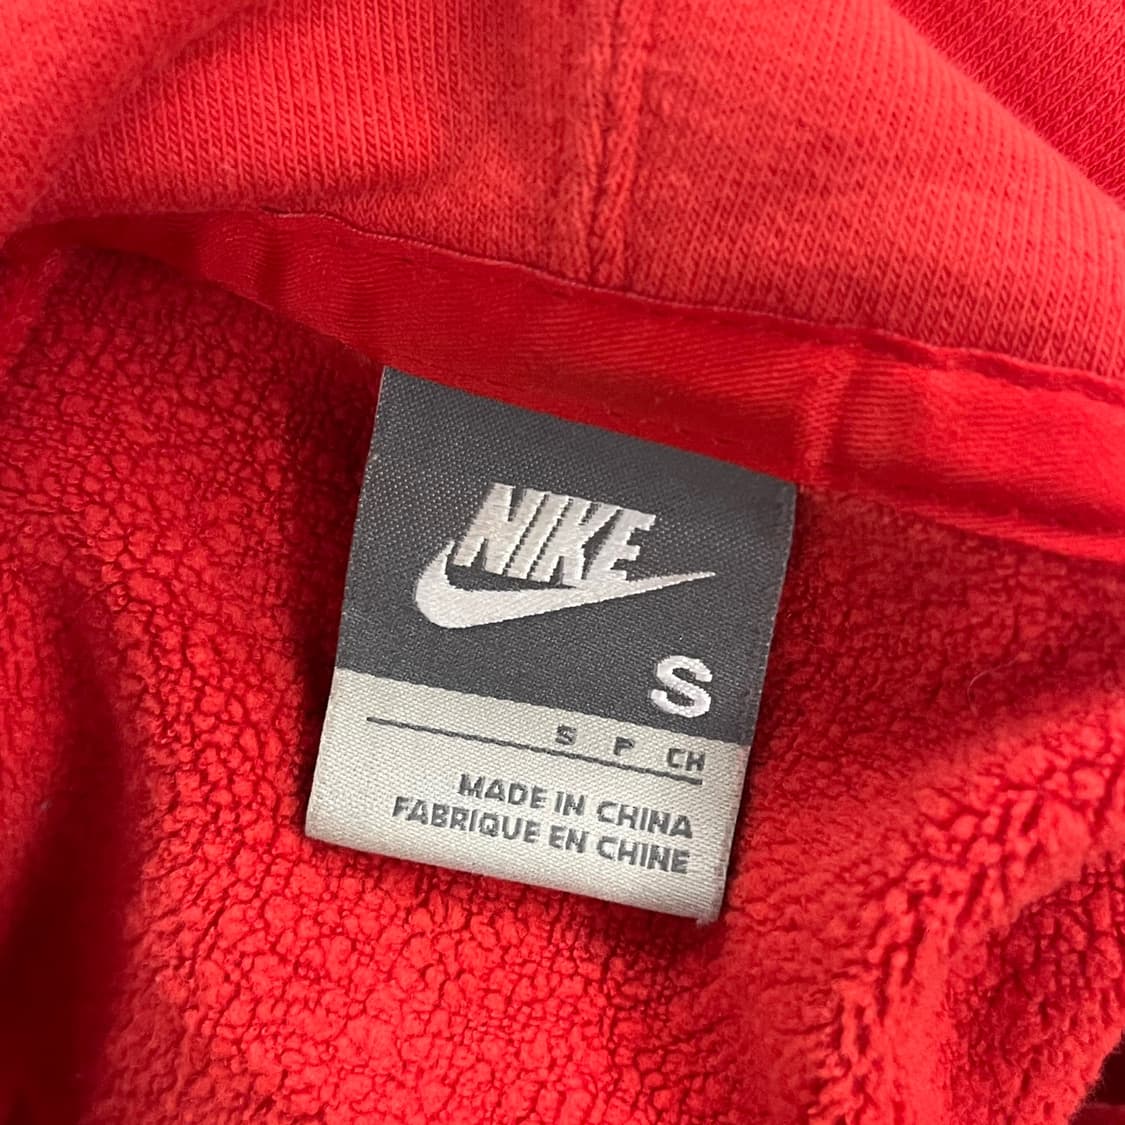 NIKE
S
S P CH
MADE IN CHINA
FABRIQUE EN CHINE